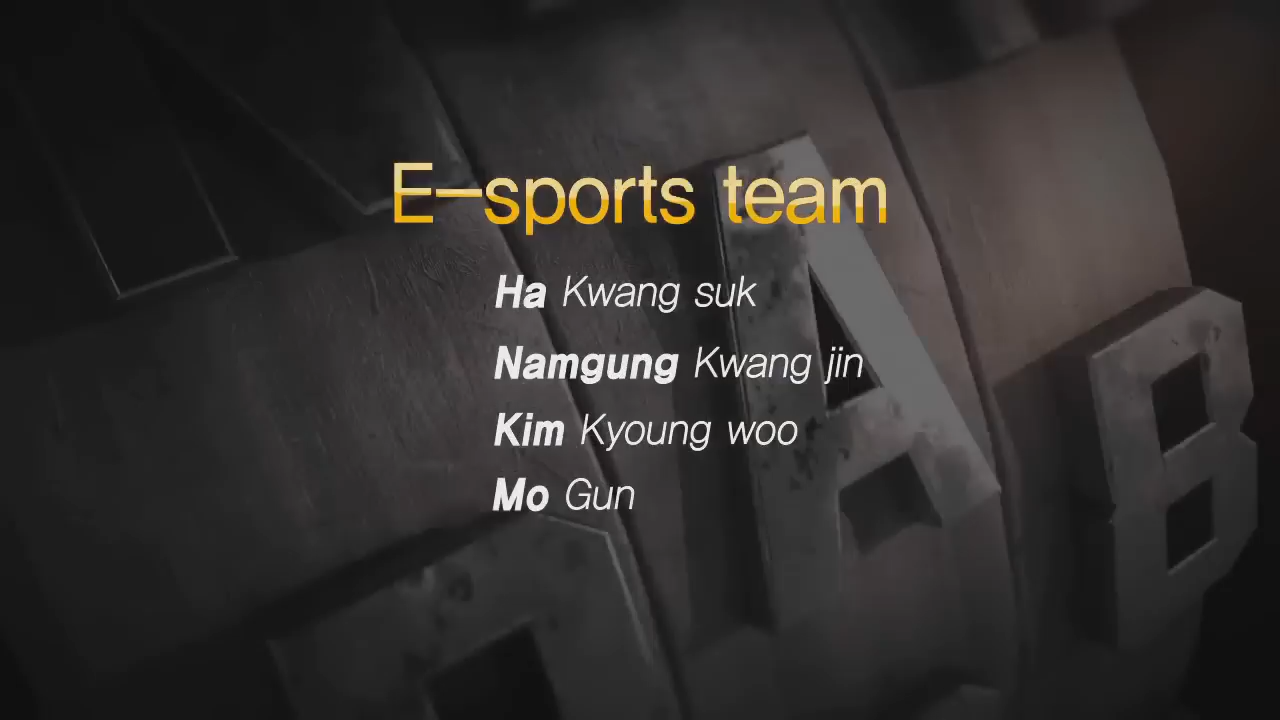 E-sports team
Ha Kwang suk
Namgung Kwang jin
Kim Kyoung woo
Mo Gun
A
B